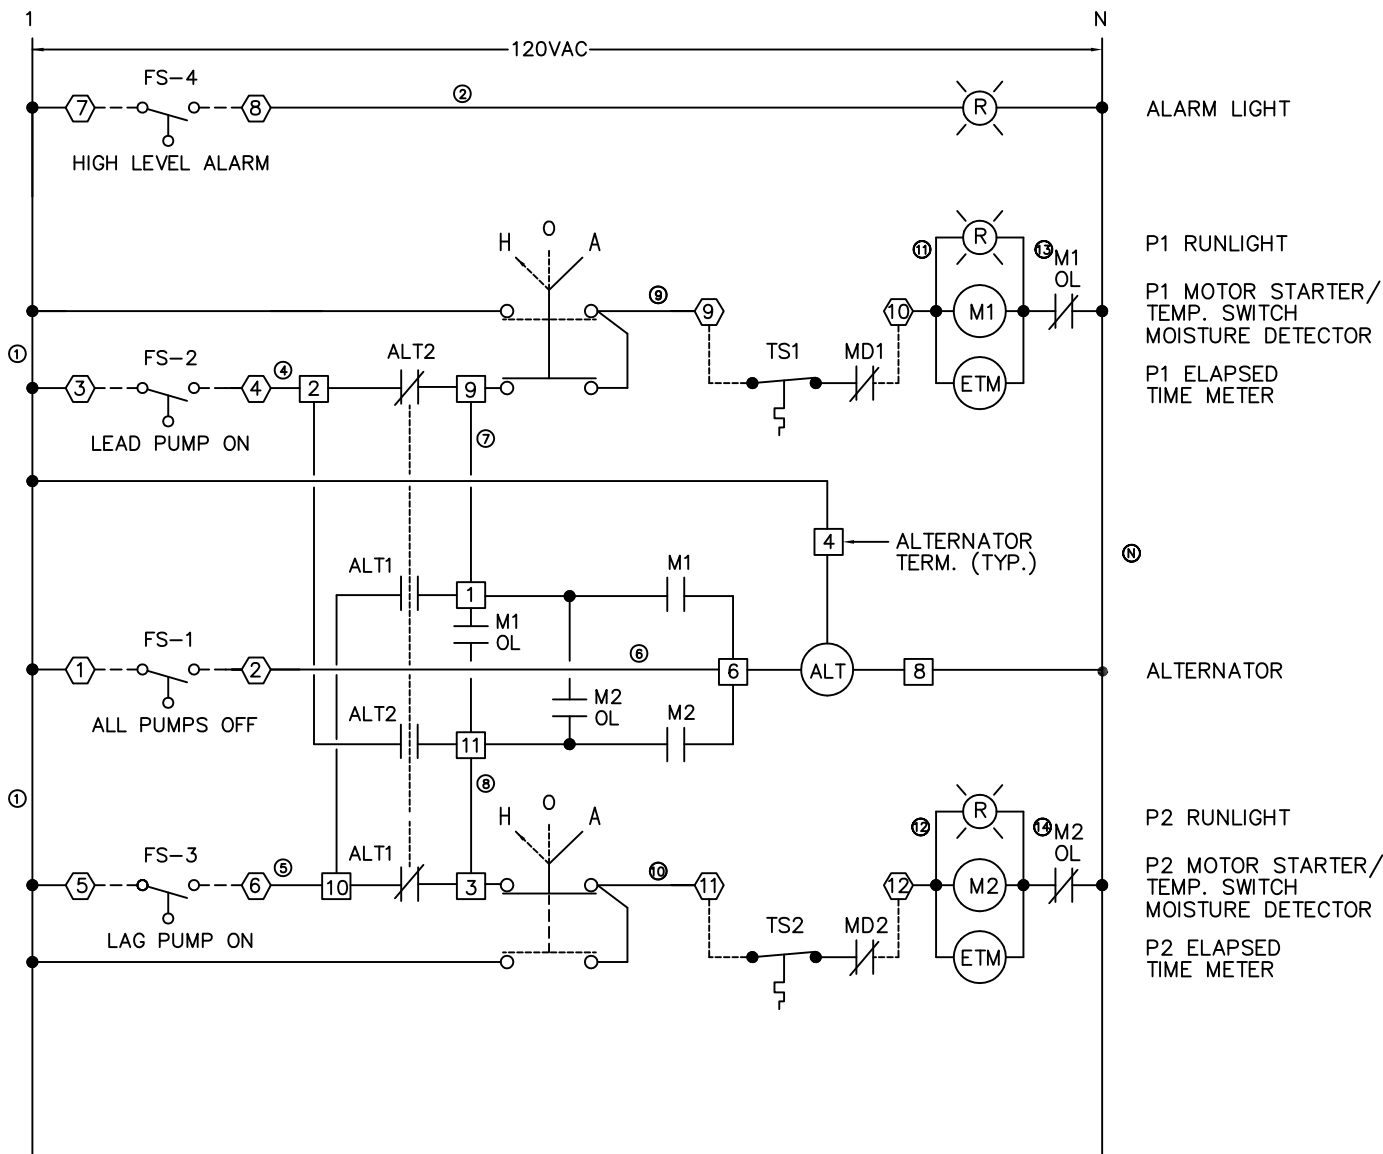 1 N
120VAC
FS-4
7 8 2 R ALARM LIGHT
HIGH LEVEL ALARM
H O A 11 R 13 M1 OL P1 RUNLIGHT
9 9 10 M1 P1 MOTOR STARTER/
TEMP. SWITCH
MOISTURE DETECTOR
1 FS-2 ALT2 TS1 MD1
3 4 4 2 9 ETM P1 ELAPSED
TIME METER
LEAD PUMP ON 7
4 ALTERNATOR
TERM. (TYP.)
N
ALT1 1 M1
M1
OL
FS-1 6
1 2 6 ALT 8 ALTERNATOR
M2
OL
ALL PUMPS OFF ALT2 11 M2
1 8
H O A 12 R 14 M2 OL P2 RUNLIGHT
FS-3 ALT1
5 6 5 10 3 10 11 12 M2 P2 MOTOR STARTER/
TEMP. SWITCH
MOISTURE DETECTOR
LAG PUMP ON TS2 MD2
ETM P2 ELAPSED
TIME METER